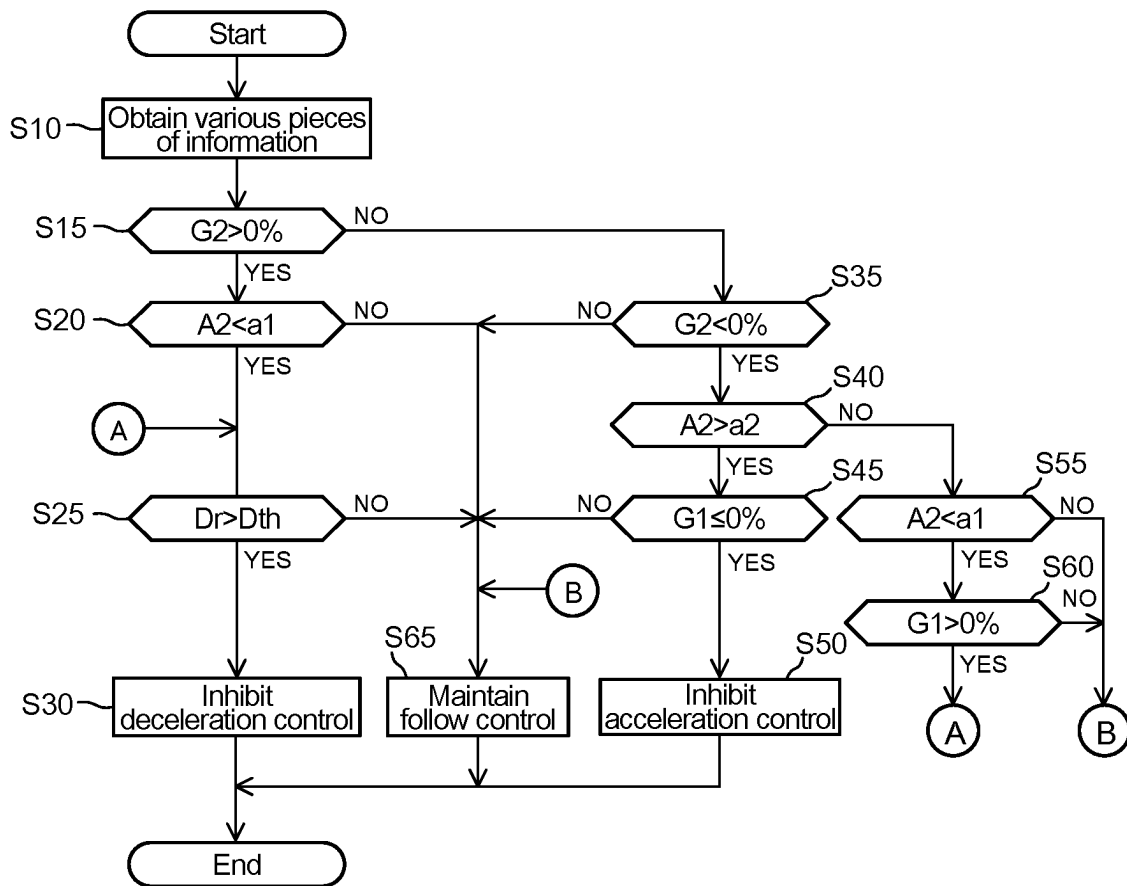 Start
S10
Obtain various pieces
of information
S15
G2>0%
NO
YES
S35
S20
A2<a1
NO
NO
G2<0%
YES
YES
S40
A
A2>a2
NO
YES
S45
S55
S25
Dr>Dth
NO
NO
G1≤0%
A2<a1
NO
YES
YES
YES
S60
B
G1>0%
NO
S65
S50
YES
S30
Inhibit
deceleration control
Maintain
follow control
Inhibit
acceleration control
A
B
End